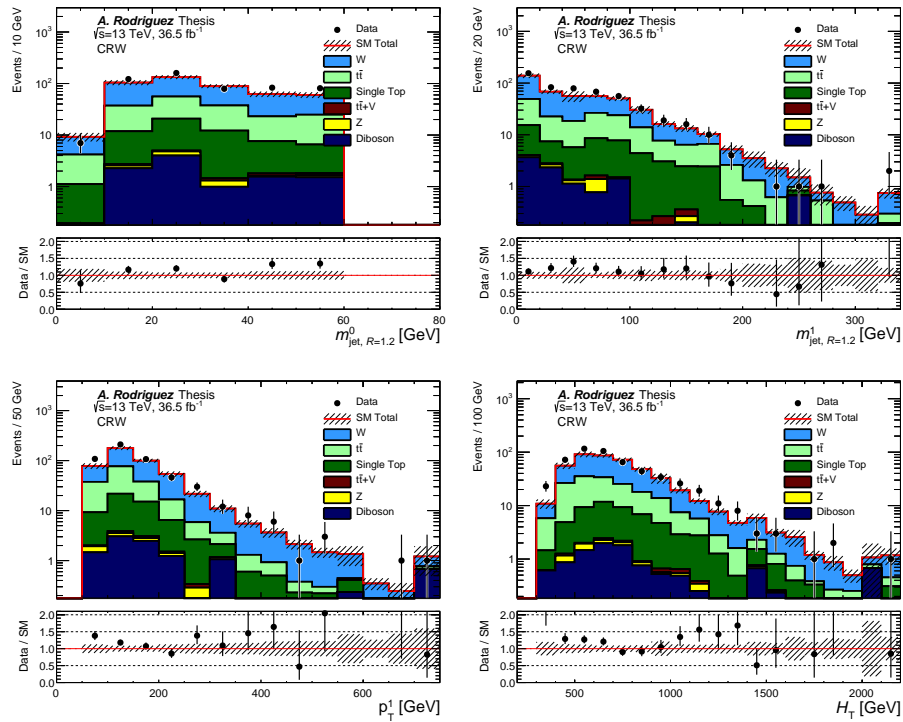 Events / 10 GeV
10³
10²
10
1
A. Rodriguez Thesis
√s=13 TeV, 36.5 fb⁻¹
CRW
Data
SM Total
W
tt̄
Single Top
tt̄+V
Z
Diboson
Data / SM
2.0
1.5
1.0
0.5
0.0
0 20 40 60 80
m⁰jet, R=1.2 [GeV]
Events / 20 GeV
10³
10²
10
1
A. Rodriguez Thesis
√s=13 TeV, 36.5 fb⁻¹
CRW
Data
SM Total
W
tt̄
Single Top
tt̄+V
Z
Diboson
Data / SM
2.0
1.5
1.0
0.5
0.0
0 100 200 300
m¹jet, R=1.2 [GeV]
Events / 50 GeV
10³
10²
10
1
A. Rodriguez Thesis
√s=13 TeV, 36.5 fb⁻¹
CRW
Data
SM Total
W
tt̄
Single Top
tt̄+V
Z
Diboson
Data / SM
2.0
1.5
1.0
0.5
0.0
0 200 400 600
p¹T [GeV]
Events / 100 GeV
10³
10²
10
1
A. Rodriguez Thesis
√s=13 TeV, 36.5 fb⁻¹
CRW
Data
SM Total
W
tt̄
Single Top
tt̄+V
Z
Diboson
Data / SM
2.0
1.5
1.0
0.5
0.0
500 1000 1500 2000
HT [GeV]